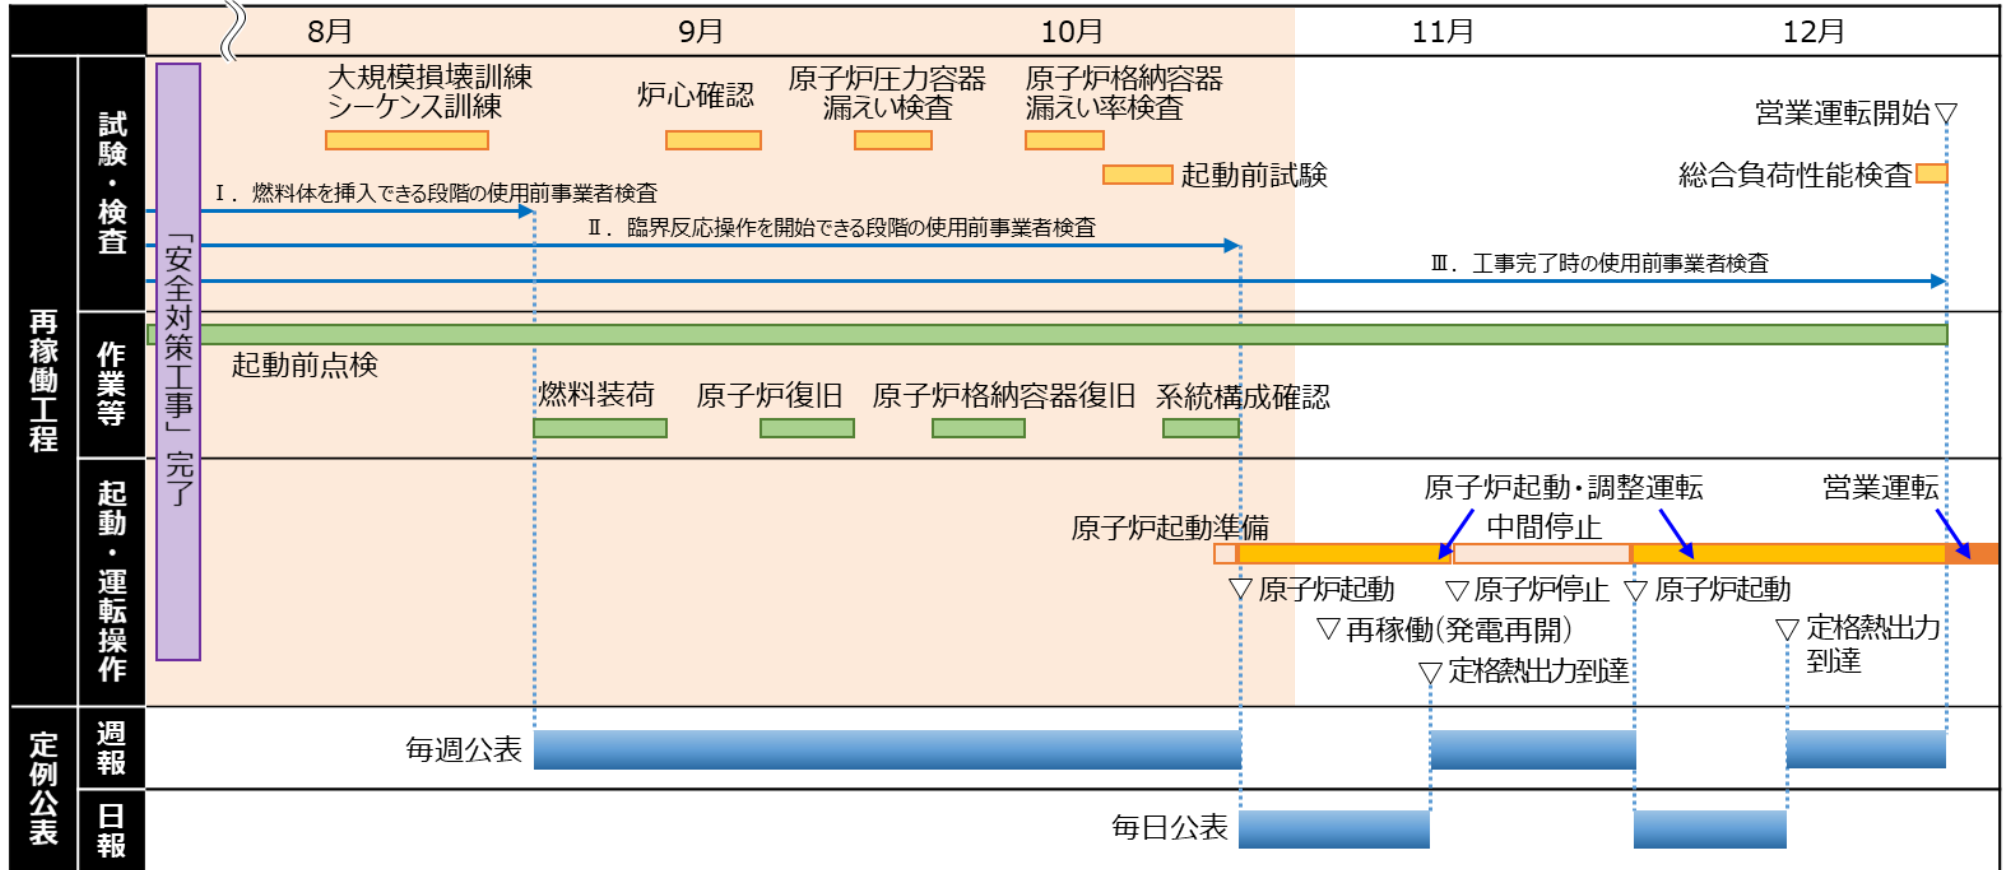 8月
9月
10月
11月
12月
再稼働工程
試験・検査
「安全対策工事」完了
大規模損壊訓練
シーケンス訓練
炉心確認
原子炉圧力容器
漏えい検査
原子炉格納容器
漏えい率検査
起動前試験
営業運転開始▽
総合負荷性能検査
Ⅰ．燃料体を挿入できる段階の使用前事業者検査
Ⅱ．臨界反応操作を開始できる段階の使用前事業者検査
Ⅲ．工事完了時の使用前事業者検査
作業等
起動前点検
燃料装荷
原子炉復旧
原子炉格納容器復旧
系統構成確認
起動・運転操作
原子炉起動・調整運転
営業運転
原子炉起動準備
中間停止
▽原子炉起動
▽原子炉停止
▽原子炉起動
▽再稼働(発電再開)
▽定格熱出力
到達
▽定格熱出力到達
定例公表
週報
毎週公表
日報
毎日公表